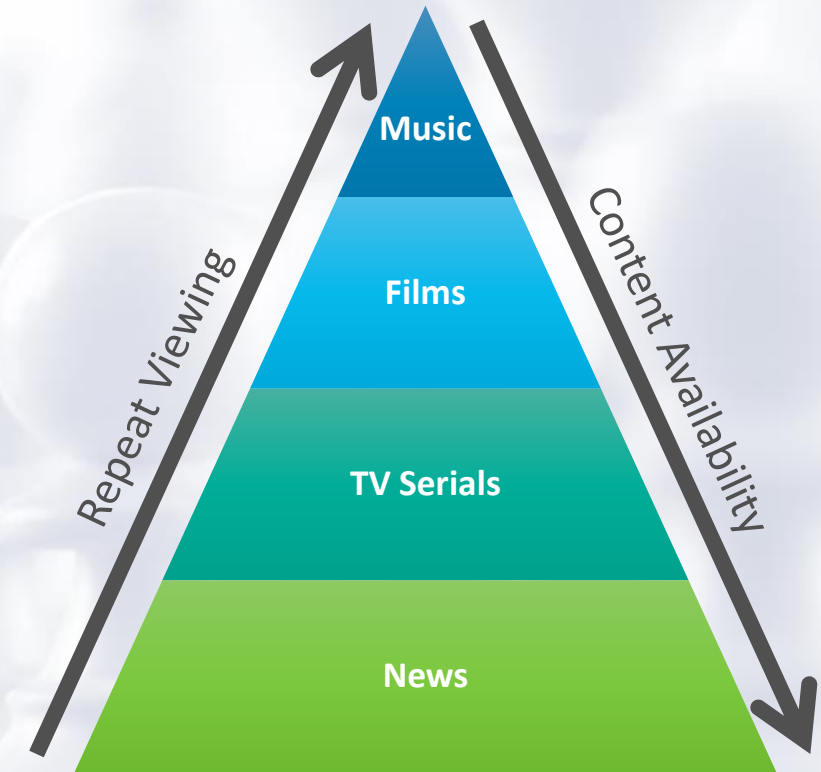 Music
Films
TV Serials
News
Repeat Viewing
Content Availability